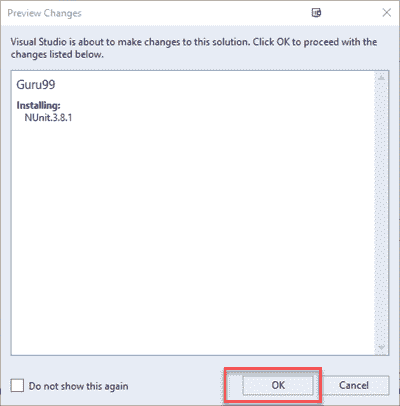 Preview Changes
Visual Studio is about to make changes to this solution. Click OK to proceed with the
changes listed below.
Guru99
Installing:
NUnit.3.8.1
Do not show this again
OK
Cancel